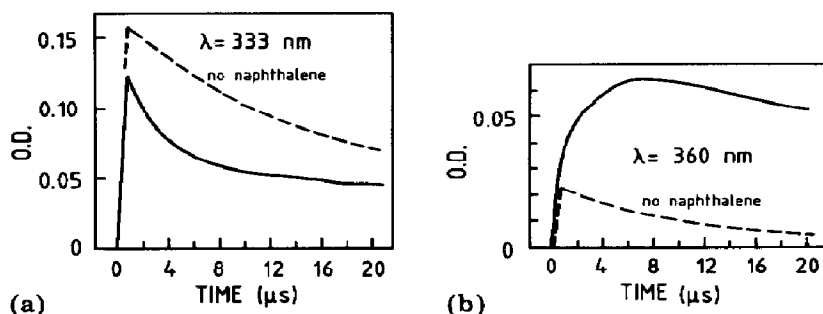 0.15
0.10
0.05
0
O.D.
λ= 333 nm
no naphthalene
0 4 8 12 16 20
TIME (μs)
(a)
0.05
0
O.D.
λ= 360 nm
no naphthalene
0 4 8 12 16 20
TIME (μs)
(b)